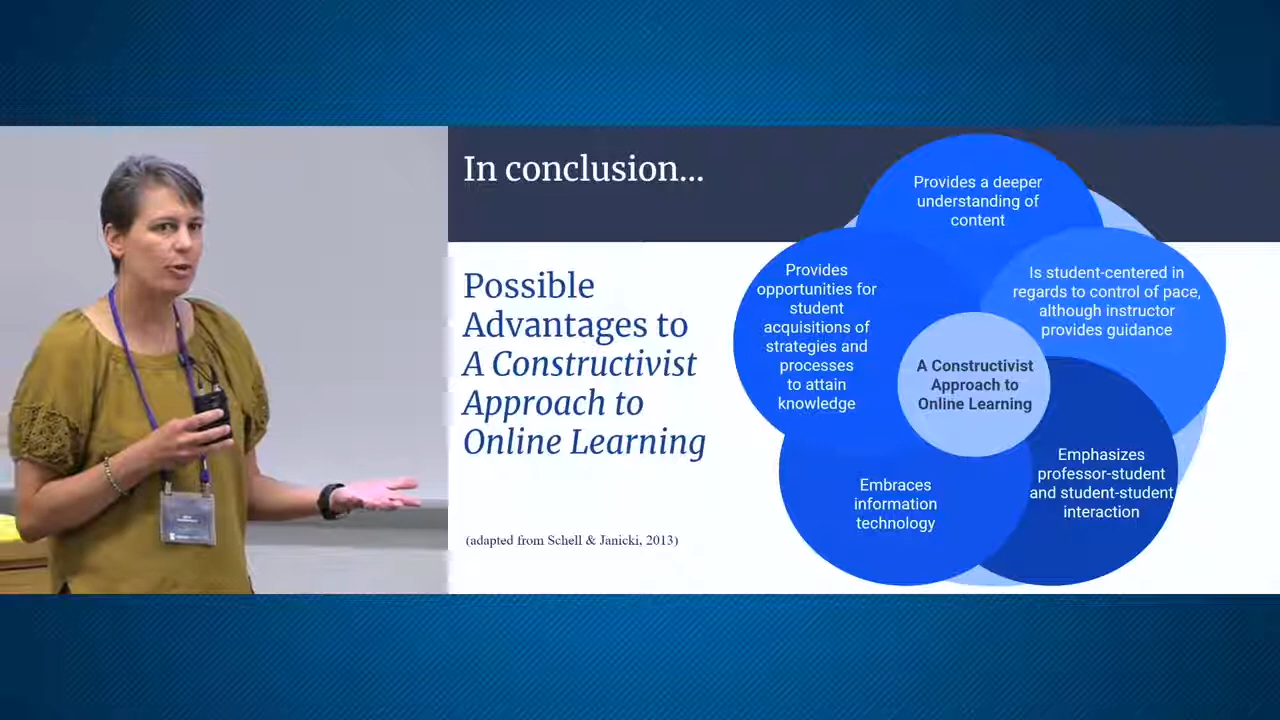 In conclusion...
Possible
Advantages to
A Constructivist
Approach to
Online Learning
(adapted from Schell & Janicki, 2013)
Provides a deeper
understanding of
content
Is student-centered in
regards to control of pace,
although instructor
provides guidance
Emphasizes
professor-student
and student-student
interaction
Embraces
information
technology
Provides
opportunities for
student
acquisitions of
strategies and
processes
to attain
knowledge
A Constructivist
Approach to
Online Learning